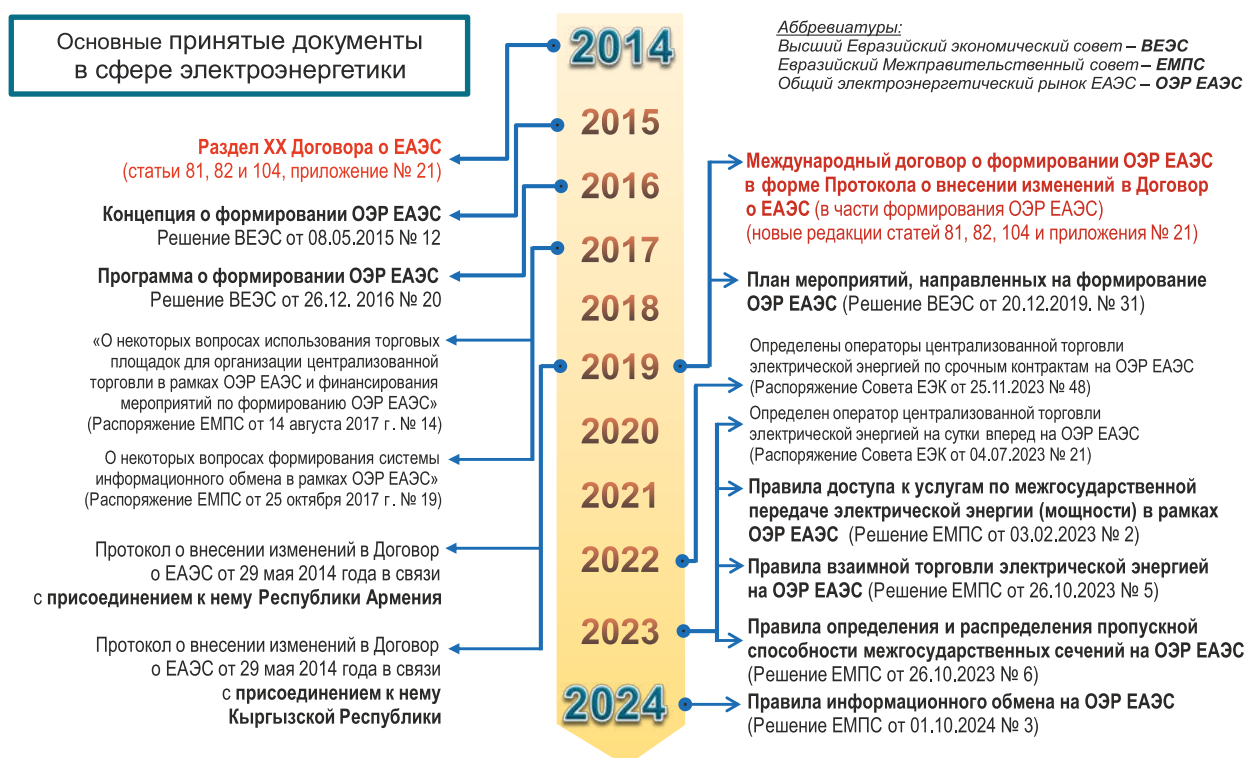 Основные принятые документы
в сфере электроэнергетики
Аббревиатуры:
Высший Евразийский экономический совет – ВЕЭС
Евразийский Межправительственный совет – ЕМПС
Общий электроэнергетический рынок ЕАЭС – ОЭР ЕАЭС
2014
2015
2016
2017
2018
2019
2020
2021
2022
2023
2024
Раздел XX Договора о ЕАЭС
(статьи 81, 82 и 104, приложение № 21)
Концепция о формировании ОЭР ЕАЭС
Решение ВЕЭС от 08.05.2015 № 12
Программа о формировании ОЭР ЕАЭС
Решение ВЕЭС от 26.12. 2016 № 20
«О некоторых вопросах использования торговых
площадок для организации централизованной
торговли в рамках ОЭР ЕАЭС и финансирования
мероприятий по формированию ОЭР ЕАЭС»
(Распоряжение ЕМПС от 14 августа 2017 г. № 14)
О некоторых вопросах формирования системы
информационного обмена в рамках ОЭР ЕАЭС»
(Распоряжение ЕМПС от 25 октября 2017 г. № 19)
Протокол о внесении изменений в Договор
о ЕАЭС от 29 мая 2014 года в связи
с присоединением к нему Республики Армения
Протокол о внесении изменений в Договор
о ЕАЭС от 29 мая 2014 года в связи
с присоединением к нему
Кыргызской Республики
Международный договор о формировании ОЭР ЕАЭС
в форме Протокола о внесении изменений в Договор
о ЕАЭС (в части формирования ОЭР ЕАЭС)
(новые редакции статей 81, 82, 104 и приложения № 21)
План мероприятий, направленных на формирование
ОЭР ЕАЭС (Решение ВЕЭС от 20.12.2019. № 31)
Определены операторы централизованной торговли
электрической энергией по срочным контрактам на ОЭР ЕАЭС
(Распоряжение Совета ЕЭК от 25.11.2023 № 48)
Определен оператор централизованной торговли
электрической энергией на сутки вперед на ОЭР ЕАЭС
(Распоряжение Совета ЕЭК от 04.07.2023 № 21)
Правила доступа к услугам по межгосударственной
передаче электрической энергии (мощности) в рамках
ОЭР ЕАЭС (Решение ЕМПС от 03.02.2023 № 2)
Правила взаимной торговли электрической энергией
на ОЭР ЕАЭС (Решение ЕМПС от 26.10.2023 № 5)
Правила определения и распределения пропускной
способности межгосударственных сечений на ОЭР ЕАЭС
(Решение ЕМПС от 26.10.2023 № 6)
Правила информационного обмена на ОЭР ЕАЭС
(Решение ЕМПС от 01.10.2024 № 3)